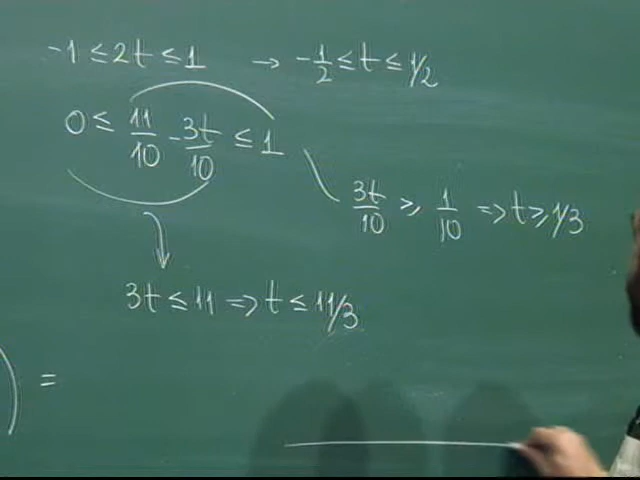 -1 ≤ 2t ≤ 1 → -1/2 ≤ t ≤ 1/2
0 ≤ 11/10 - 3t/10 ≤ 1
3t/10 ≥ 1/10 => t ≥ 1/3
3t ≤ 11 => t ≤ 11/3
) =